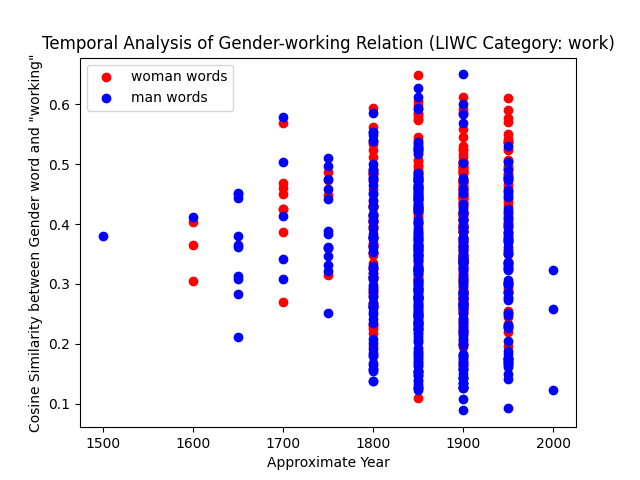 Temporal Analysis of Gender-working Relation (LIWC Category: work)
woman words
man words
Cosine Similarity between Gender word and "working"
0.6
0.5
0.4
0.3
0.2
0.1
1500 1600 1700 1800 1850 1900 2000
Approximate Year